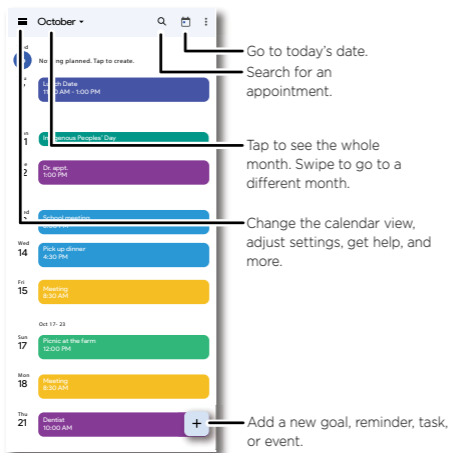 October
Go to today's date.
Search for an
appointment.
Nothing planned. Tap to create.
Lunch Date
AM - 1:00 PM
Indigenous Peoples' Day
Tap to see the whole
month. Swipe to go to a
different month.
Dr. appt.
1:00 PM
School meeting
PM
Change the calendar view,
adjust settings, get help, and
more.
Wed
14
Pick up dinner
4:30 PM
Fri
15
Meeting
8:30 AM
Oct 17- 23
Sun
17
Picnic at the farm
12:00 PM
Mon
18
Meeting
8:30 AM
Thu
21
Dentist
10:00 AM
+
Add a new goal, reminder, task,
or event.